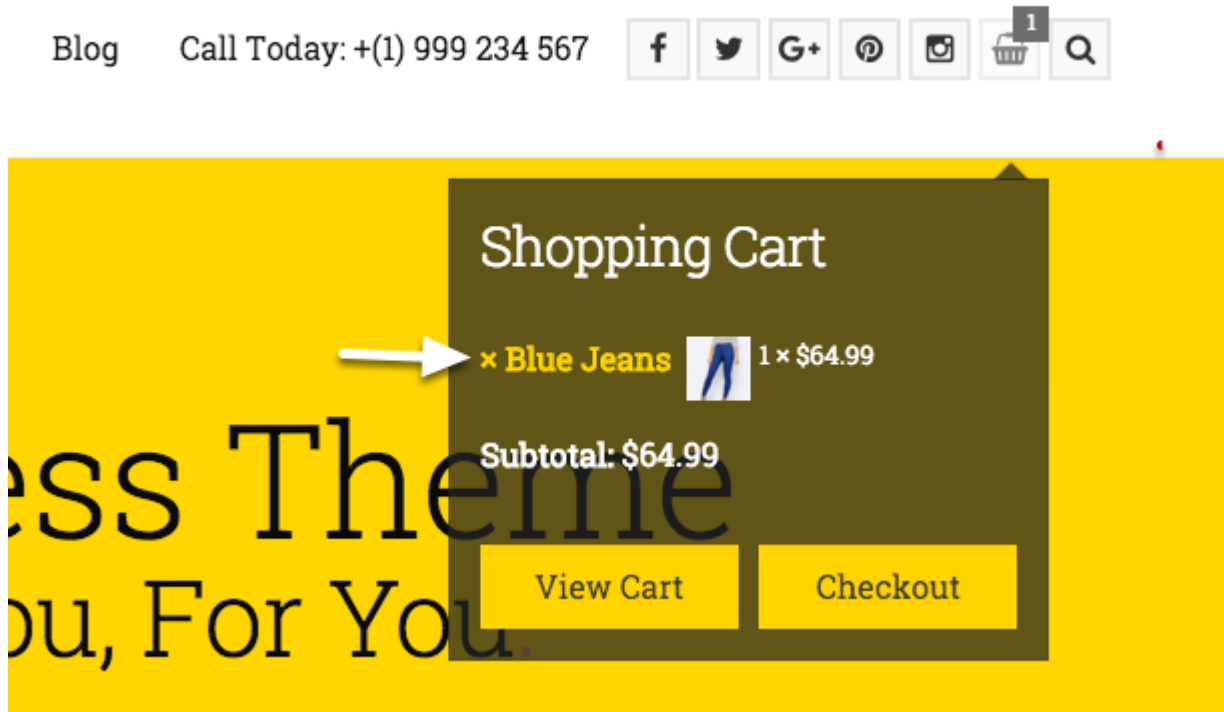 Blog Call Today: +(1) 999 234 567 f G+ 1
Shopping Cart
× Blue Jeans 1 × $64.99
Subtotal: $64.99
ess Theme
View Cart Checkout
ou, For You.